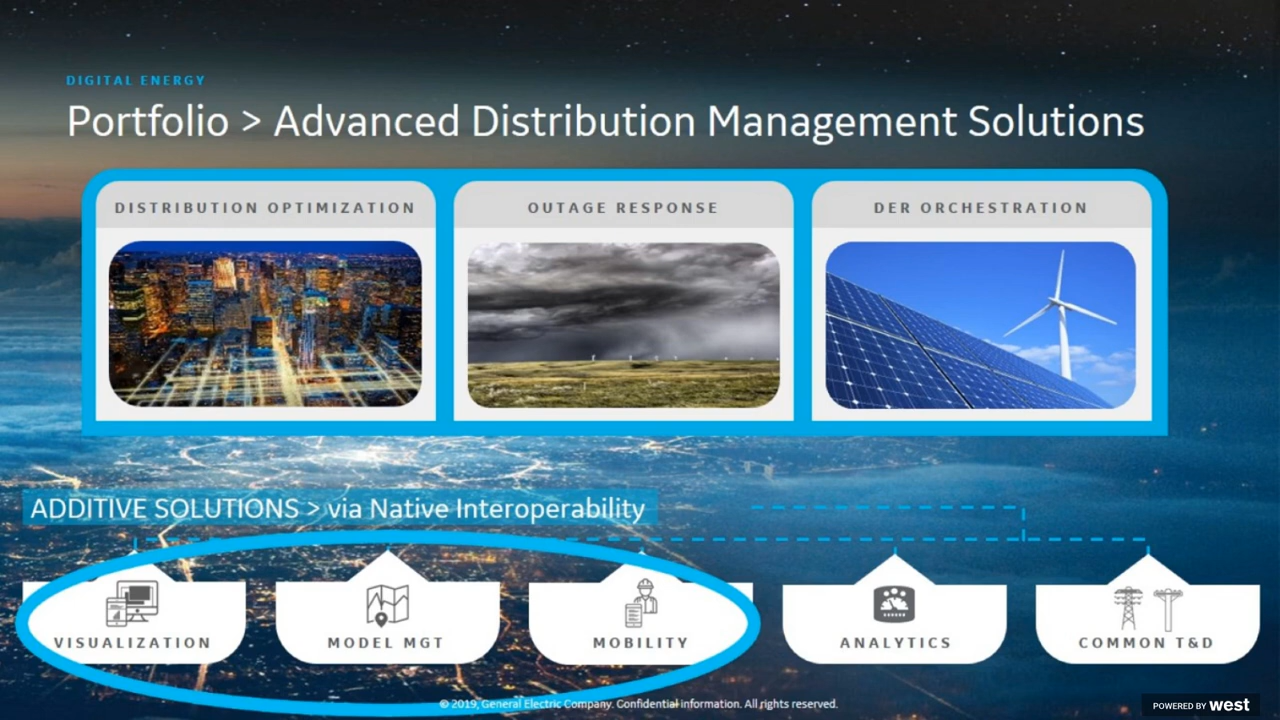 DIGITAL ENERGY
Portfolio > Advanced Distribution Management Solutions
DISTRIBUTION OPTIMIZATION
OUTAGE RESPONSE
DER ORCHESTRATION
ADDITIVE SOLUTIONS > via Native Interoperability
VISUALIZATION
MODEL MGT
MOBILITY
ANALYTICS
COMMON T&D
© 2019, General Electric Company. Confidential information. All rights reserved.
POWERED BY west